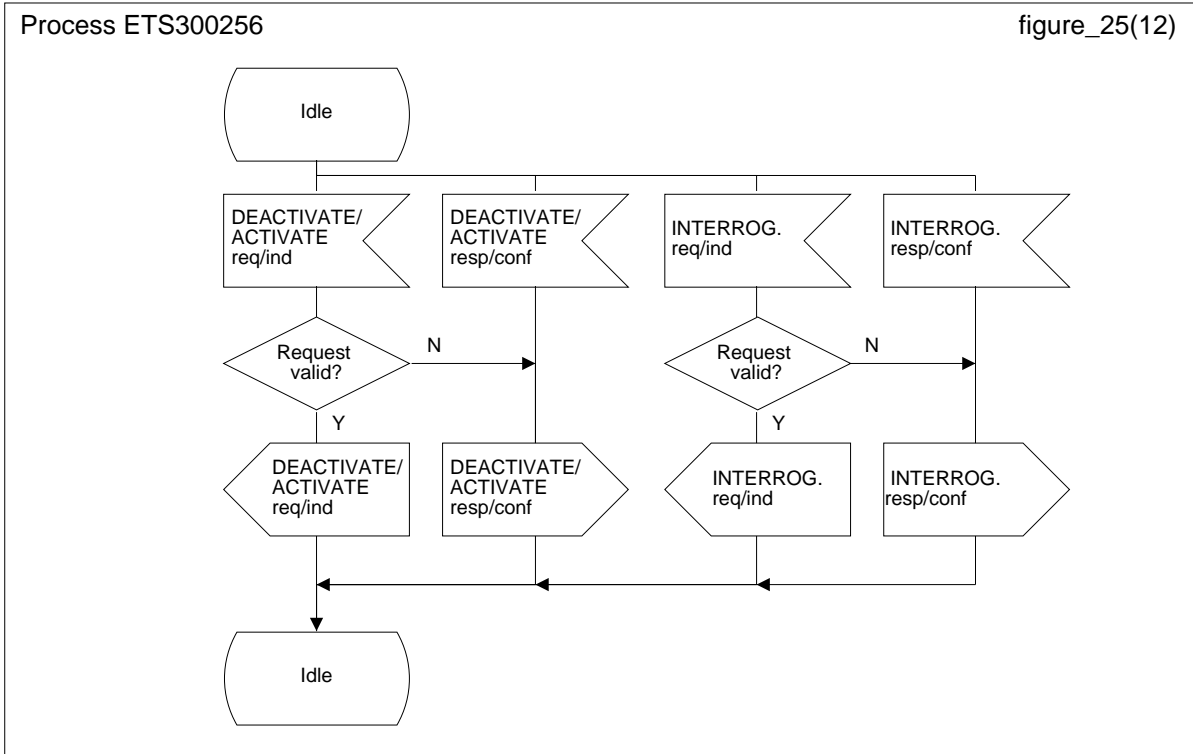 Process ETS300256
figure_25(12)
Idle
DEACTIVATE/
ACTIVATE
req/ind
DEACTIVATE/
ACTIVATE
resp/conf
INTERROG.
req/ind
INTERROG.
resp/conf
Request
valid?
N
Y
Request
valid?
N
Y
DEACTIVATE/
ACTIVATE
req/ind
DEACTIVATE/
ACTIVATE
resp/conf
INTERROG.
req/ind
INTERROG.
resp/conf
Idle